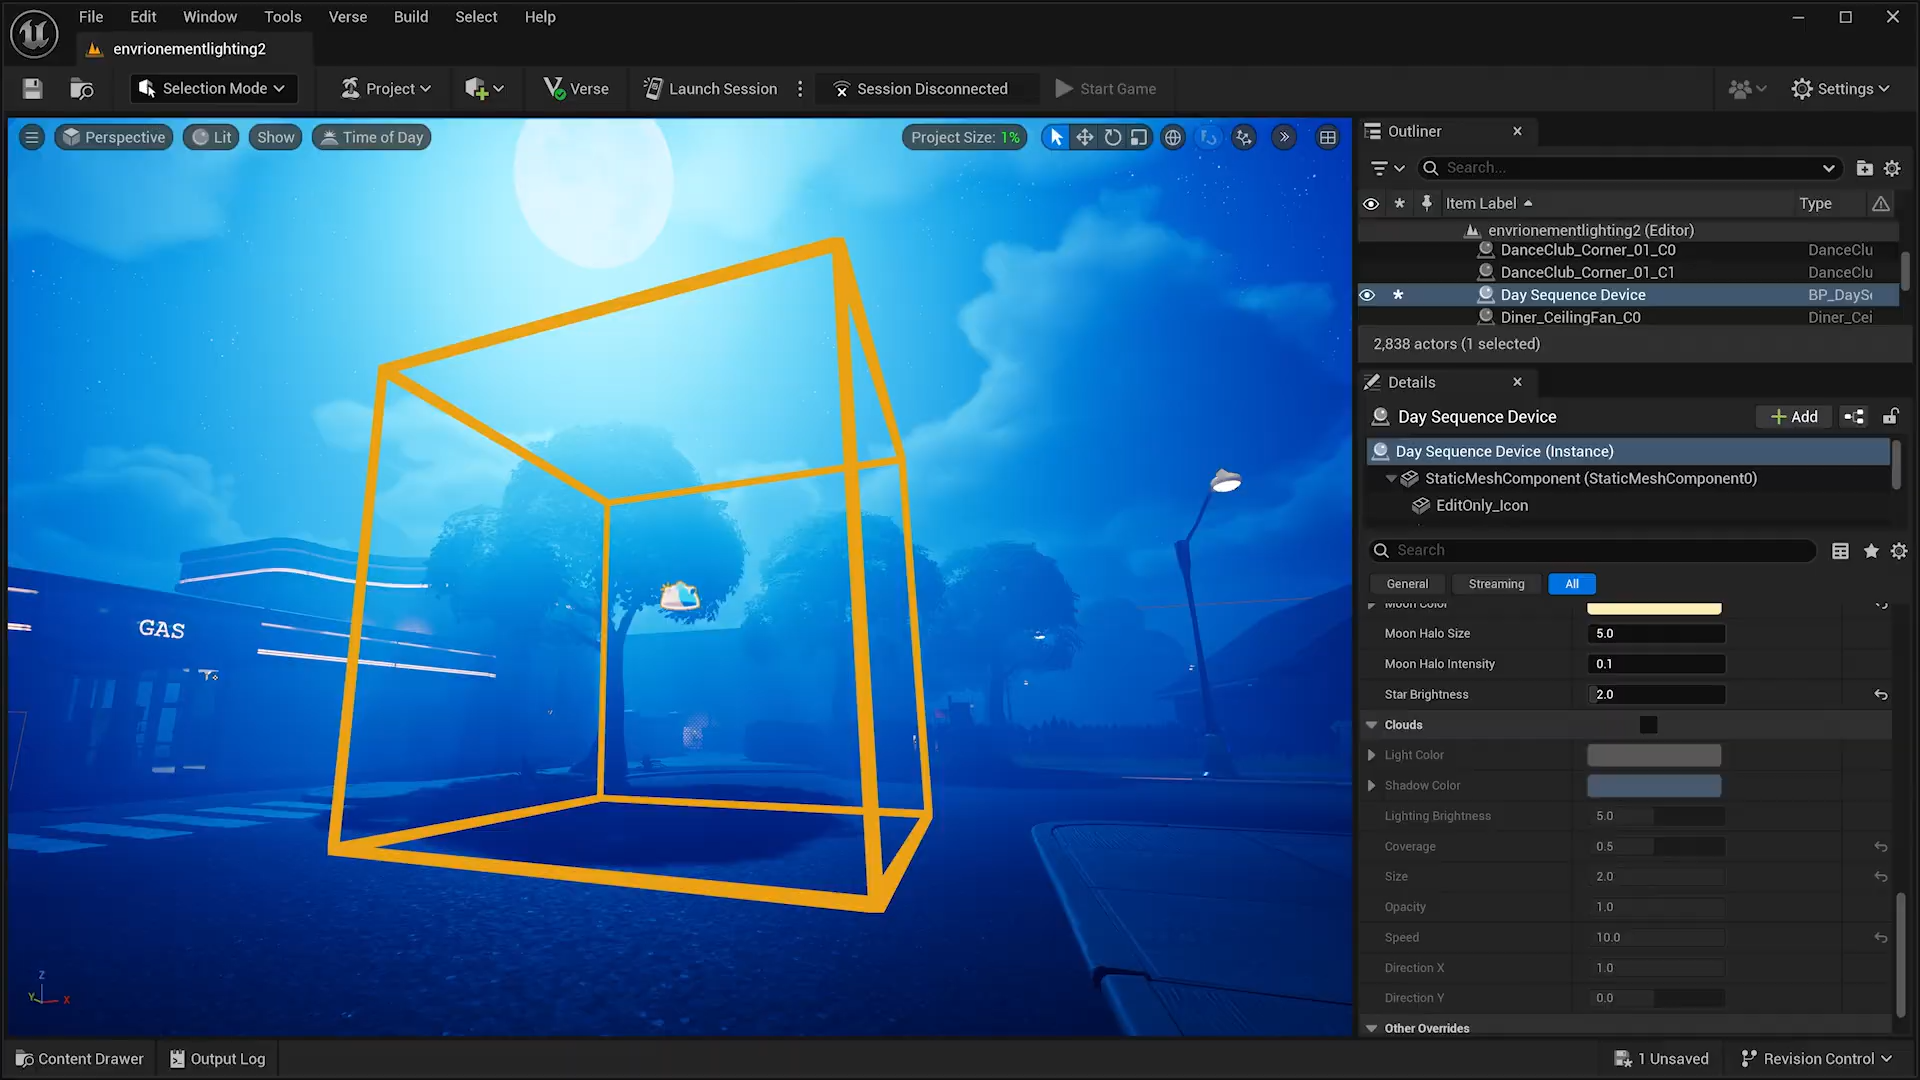 File Edit Window Tools Verse Build Select Help
envrionementlighting2
Selection Mode Project Verse Launch Session Session Disconnected Start Game Settings
Perspective Lit Show Time of Day Project Size: 1%
GAS
Z
Y X
Outliner
Search...
Item Label Type
envrionementlighting2 (Editor)
DanceClub_Corner_01_C0 DanceClu
DanceClub_Corner_01_C1 DanceClu
Day Sequence Device BP_DaySe
Diner_CeilingFan_C0 Diner_Cei
2,838 actors (1 selected)
Details
Day Sequence Device Add
Day Sequence Device (Instance)
StaticMeshComponent (StaticMeshComponent0)
EditOnly_Icon
Search
General Streaming All
Moon Color
Moon Halo Size 5.0
Moon Halo Intensity 0.1
Star Brightness 2.0
Clouds
Light Color
Shadow Color
Lighting Brightness 5.0
Coverage 0.5
Size 2.0
Opacity 1.0
Speed 10.0
Direction X 1.0
Direction Y 0.0
Other Overrides
Content Drawer Output Log 1 Unsaved Revision Control